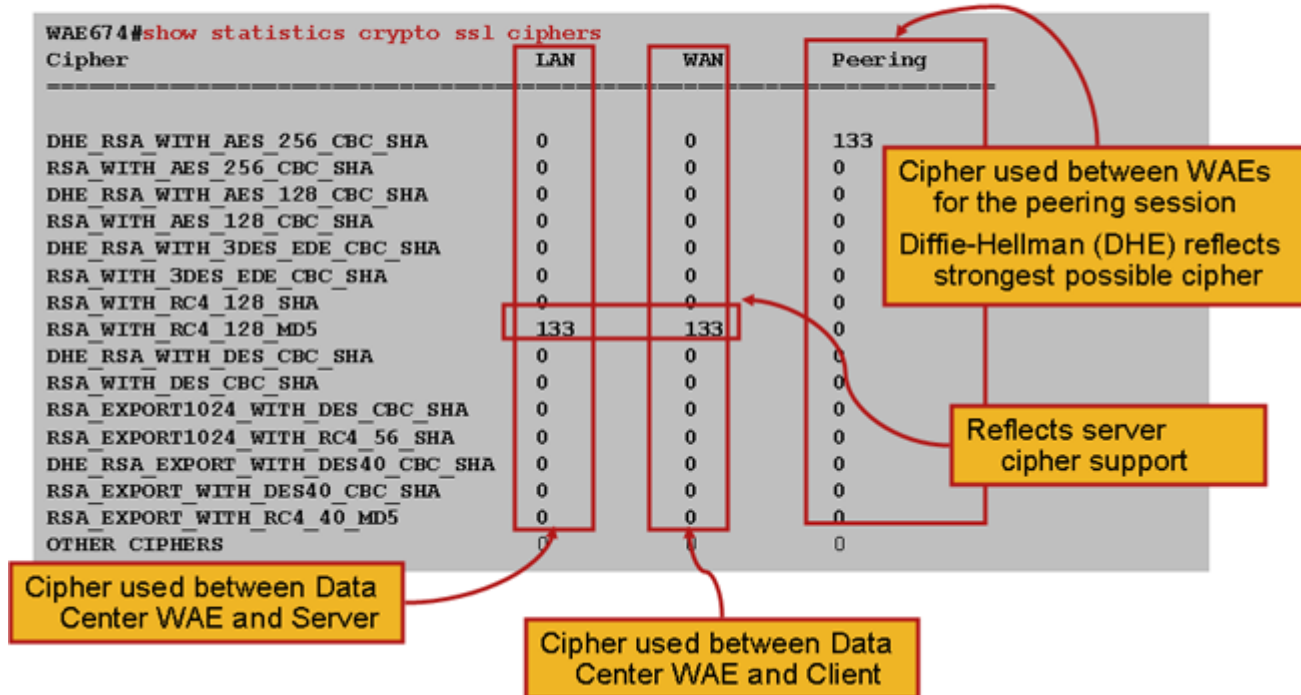 WAE674#show statistics crypto ssl ciphers
Cipher LAN WAN Peering
DHE_RSA_WITH_AES_256_CBC_SHA 0 0 133
RSA_WITH_AES_256_CBC_SHA 0 0 0
DHE_RSA_WITH_AES_128_CBC_SHA 0 0 0
RSA_WITH_AES_128_CBC_SHA 0 0 0
DHE_RSA_WITH_3DES_EDE_CBC_SHA 0 0 0
RSA_WITH_3DES_EDE_CBC_SHA 0 0 0
RSA_WITH_RC4_128_SHA 0 0 0
RSA_WITH_RC4_128_MD5 133 133 0
DHE_RSA_WITH_DES_CBC_SHA 0 0 0
RSA_WITH_DES_CBC_SHA 0 0 0
RSA_EXPORT1024_WITH_DES_CBC_SHA 0 0 0
RSA_EXPORT1024_WITH_RC4_56_SHA 0 0 0
DHE_RSA_EXPORT_WITH_DES40_CBC_SHA 0 0 0
RSA_EXPORT_WITH_DES40_CBC_SHA 0 0 0
RSA_EXPORT_WITH_RC4_40_MD5 0 0 0
OTHER CIPHERS 0 0 0
Cipher used between WAEs
for the peering session
Diffie-Hellman (DHE) reflects
strongest possible cipher
Reflects server
cipher support
Cipher used between Data
Center WAE and Server
Cipher used between Data
Center WAE and Client